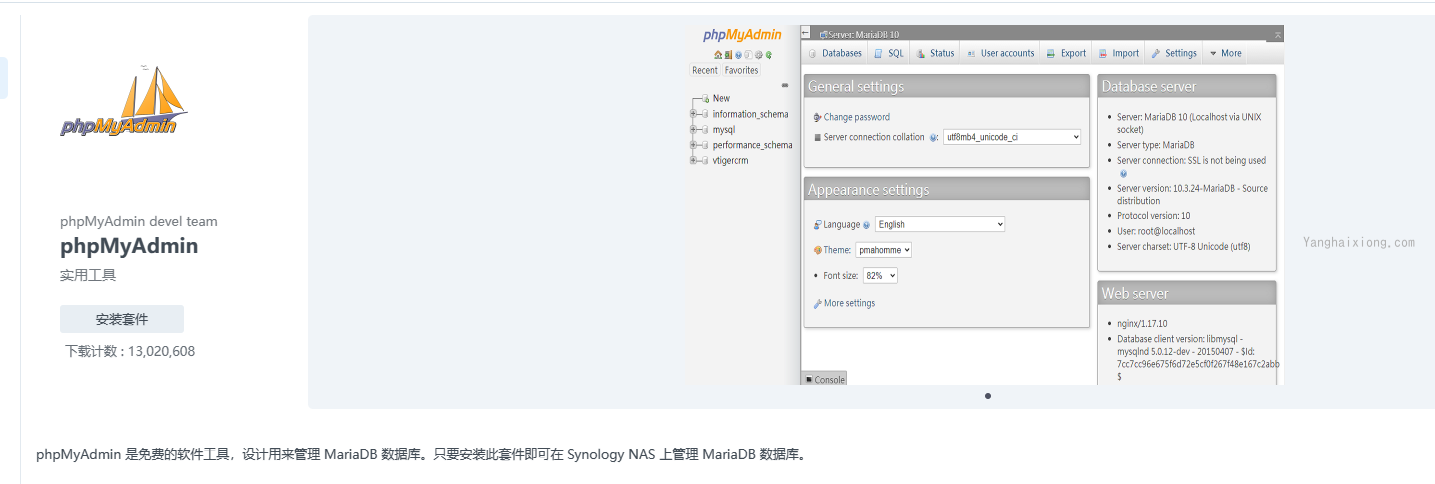 phpMyAdmin
phpMyAdmin devel team
phpMyAdmin
实用工具
安装套件
下载计数 : 13,020,608
phpMyAdmin
Recent Favorites
New
information_schema
mysql
performance_schema
vtigercrm
Server: MariaDB 10
Databases SQL Status User accounts Export Import Settings More
General settings
Change password
Server connection collation : utf8mb4_unicode_ci
Appearance settings
Language English
Theme: pmahomme
Font size: 82%
More settings
Console
Database server
Server: MariaDB 10 (Localhost via UNIX
socket)
Server type: MariaDB
Server connection: SSL is not being used
Server version: 10.3.24-MariaDB - Source
distribution
Protocol version: 10
User: root@localhost
Server charset: UTF-8 Unicode (utf8)
Web server
nginx/1.17.10
Database client version: libmysql -
mysqlnd 5.0.12-dev - 20150407 - $Id:
7cc7cc96e675f6d72e5cf0f267f48e167c2abb
$
Yanghaixiong.com
phpMyAdmin 是免费的软件工具，设计用来管理 MariaDB 数据库。只要安装此套件即可在 Synology NAS 上管理 MariaDB 数据库。